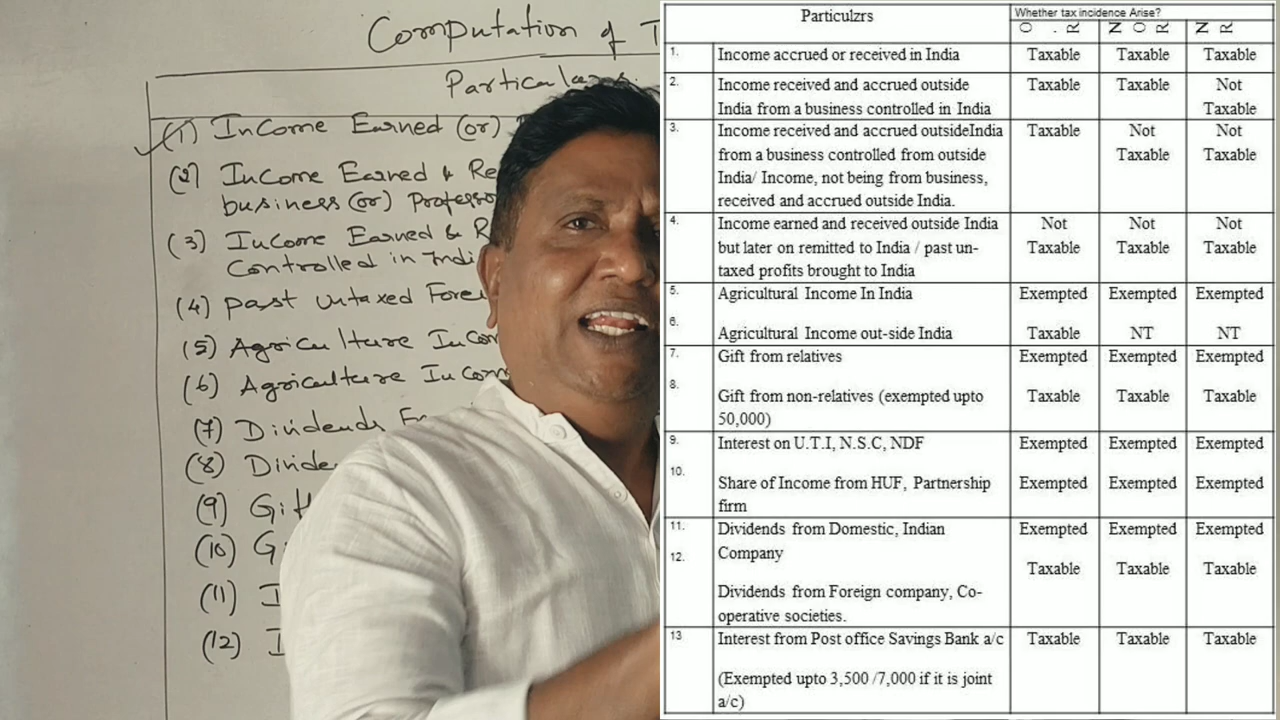 Computation of T
Particulars
(1) Income Earned (or)
(2) Income Earned & Re
business (or) Professo
(3) Income Earned & R
Controlled in Indi
(4) Past Untaxed Forei
(5) Agriculture Incom
(6) Agriculture Incom
(7) Dividends Fr
(8) Divide
(9) Gift
(10) G
(11) I
(12) I
Particulzrs Whether tax incidence Arise?
O . R N O R N R
1. Income accrued or received in India Taxable Taxable Taxable
2. Income received and accrued outside Taxable Taxable Not
India from a business controlled in India Taxable
3. Income received and accrued outsideIndia Taxable Not Not
from a business controlled from outside Taxable Taxable
India/ Income, not being from business,
received and accrued outside India.
4. Income earned and received outside India Not Not Not
but later on remitted to India / past un- Taxable Taxable Taxable
taxed profits brought to India
5. Agricultural Income In India Exempted Exempted Exempted
6. Agricultural Income out-side India Taxable NT NT
7. Gift from relatives Exempted Exempted Exempted
8. Gift from non-relatives (exempted upto Taxable Taxable Taxable
50,000)
9. Interest on U.T.I, N.S.C, NDF Exempted Exempted Exempted
10. Share of Income from HUF, Partnership Exempted Exempted Exempted
firm
11. Dividends from Domestic, Indian Exempted Exempted Exempted
Company
12. Taxable Taxable Taxable
Dividends from Foreign company, Co-
operative societies.
13 Interest from Post office Savings Bank a/c Taxable Taxable Taxable
(Exempted upto 3,500 /7,000 if it is joint
a/c)